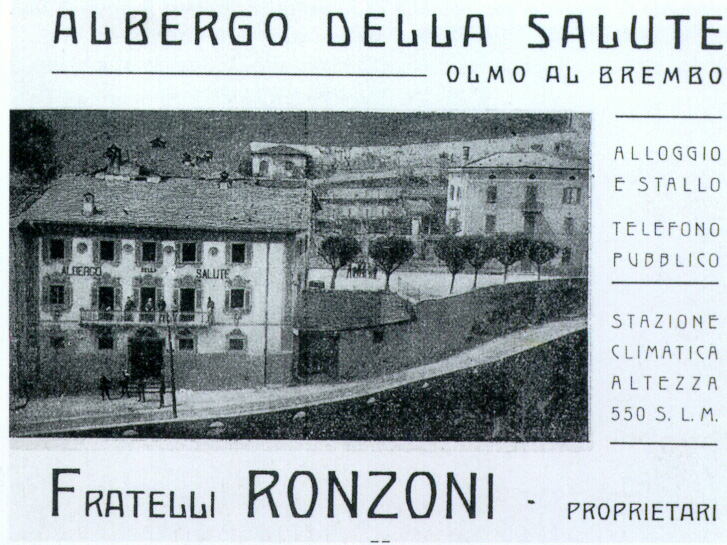 ALBERGO DELLA SALUTE
OLMO AL BREMBO
ALLOGGIO
E STALLO
TELEFONO
PUBBLICO
STAZIONE
CLIMATICA
ALTEZZA
550 S. L. M.
ALBERGO DELLA SALUTE
FRATELLI RONZONI - PROPRIETARI